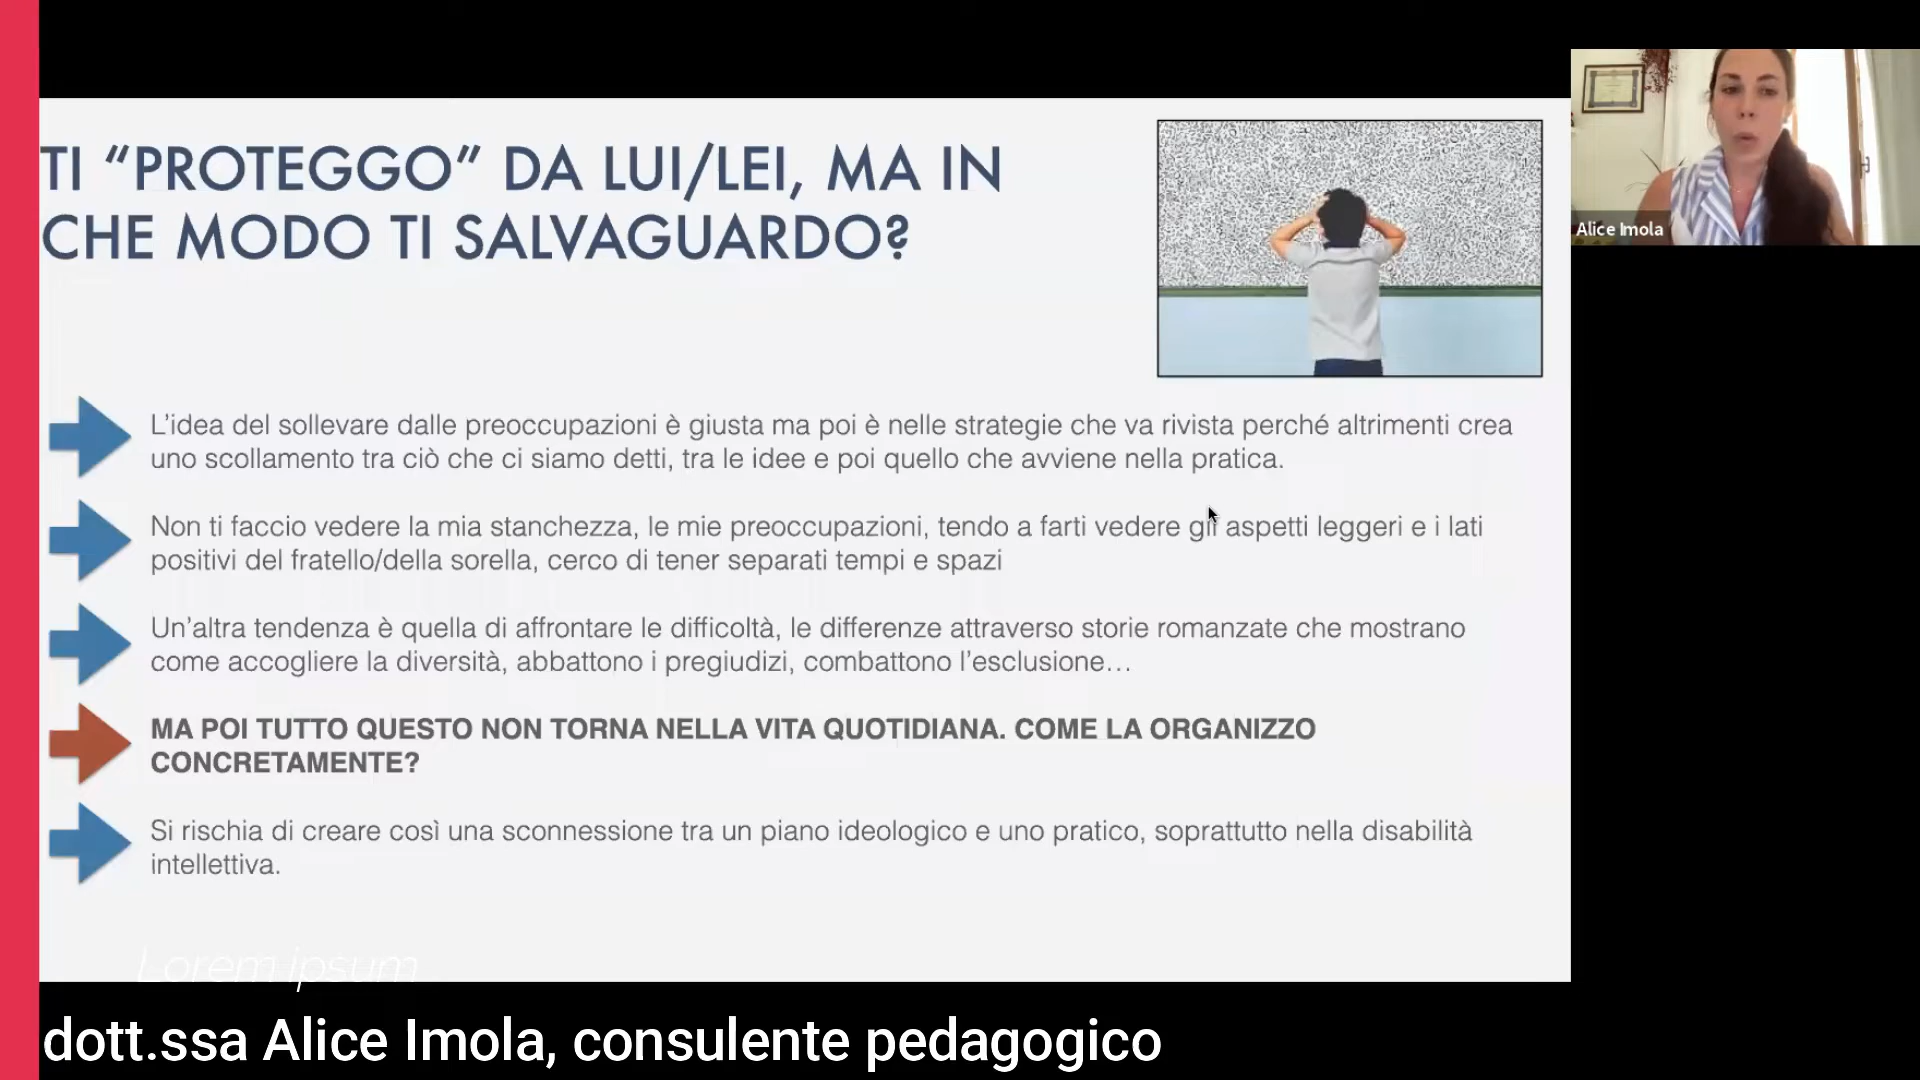 TI “PROTEGGO” DA LUI/LEI, MA IN
CHE MODO TI SALVAGUARDO?
Alice Imola
L’idea del sollevare dalle preoccupazioni è giusta ma poi è nelle strategie che va rivista perché altrimenti crea
uno scollamento tra ciò che ci siamo detti, tra le idee e poi quello che avviene nella pratica.
Non ti faccio vedere la mia stanchezza, le mie preoccupazioni, tendo a farti vedere gli aspetti leggeri e i lati
positivi del fratello/della sorella, cerco di tener separati tempi e spazi
Un’altra tendenza è quella di affrontare le difficoltà, le differenze attraverso storie romanzate che mostrano
come accogliere la diversità, abbattono i pregiudizi, combattono l’esclusione…
MA POI TUTTO QUESTO NON TORNA NELLA VITA QUOTIDIANA. COME LA ORGANIZZO
CONCRETAMENTE?
Si rischia di creare così una sconnessione tra un piano ideologico e uno pratico, soprattutto nella disabilità
intellettiva.
Lorem ipsum
dott.ssa Alice Imola, consulente pedagogico